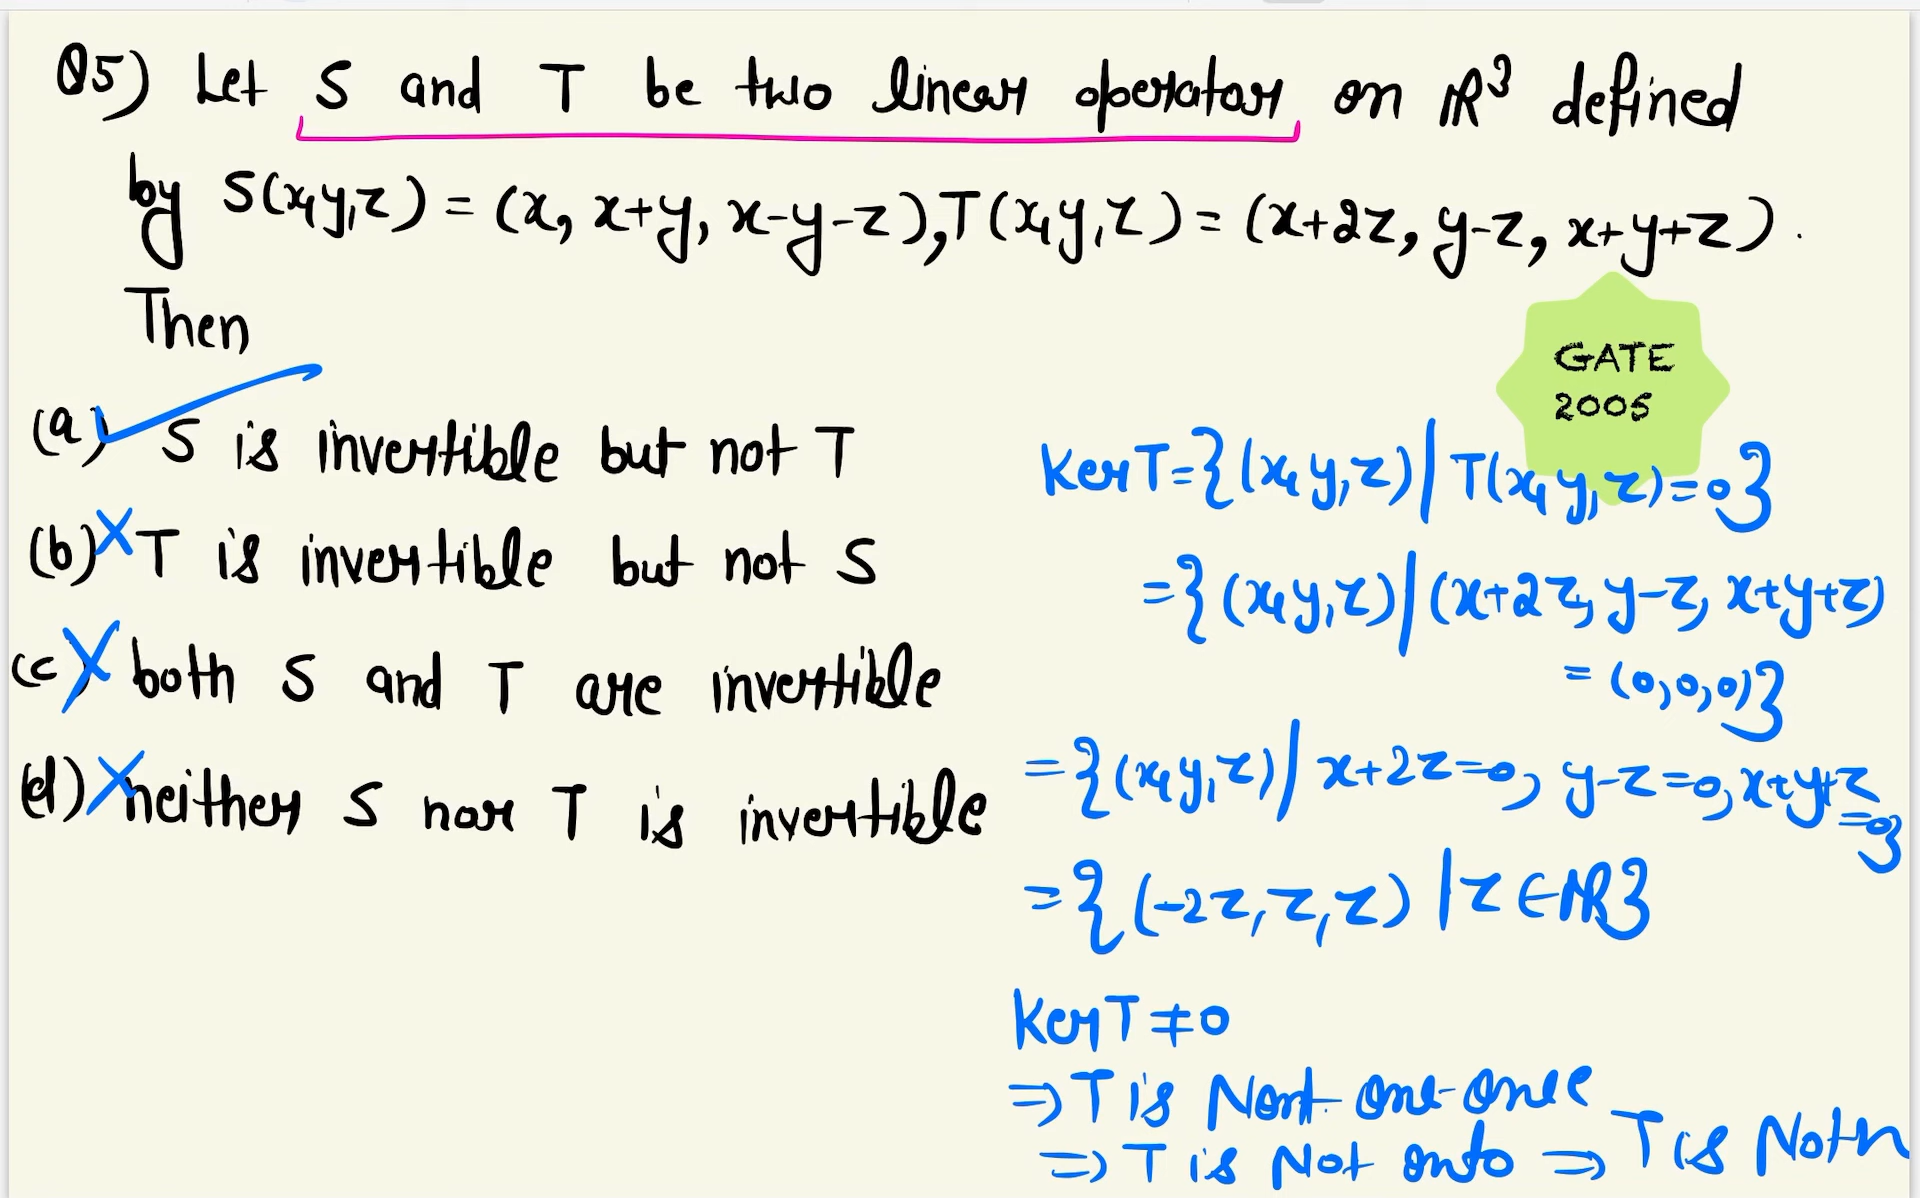 Q5) Let S and T be two linear operator on ℝ³ defined
by S(x,y,z) = (x, x+y, x-y-z), T(x,y,z) = (x+2z, y-z, x+y+z).
Then
(a) S is invertible but not T
(b) T is invertible but not S
(c) both S and T are invertible
(d) neither S nor T is invertible
GATE
2005
Ker T = {(x,y,z) | T(x,y,z) = 0}
= {(x,y,z) | (x+2z, y-z, x+y+z)
= (0,0,0)}
= {(x,y,z) | x+2z=0, y-z=0, x+y+z
=0}
= {(-2z, z, z) | z ∈ ℝ}
Ker T ≠ 0
⇒ T is Not one-one
⇒ T is Not onto ⇒ T is Not